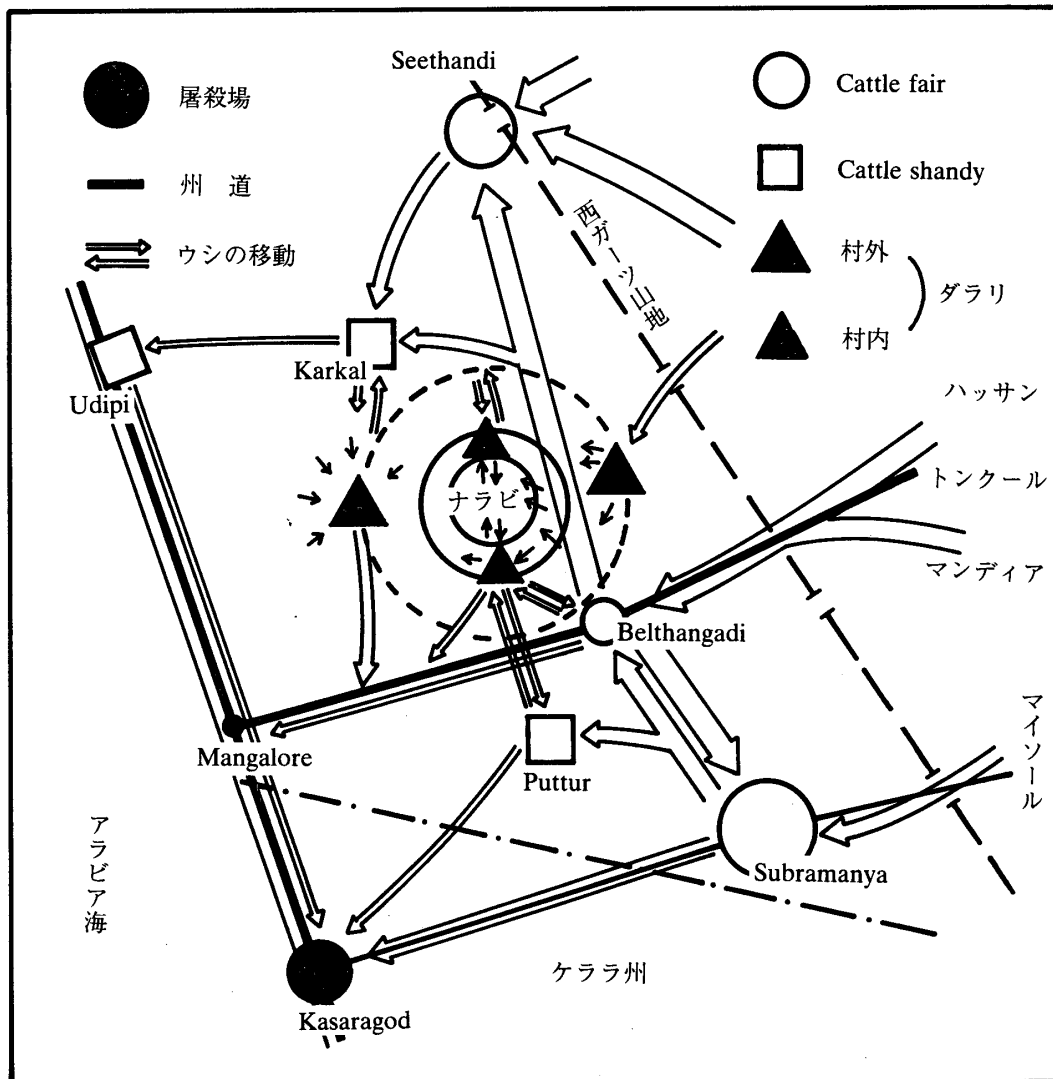 Seethandi
屠殺場
州 道
ウシの移動
Cattle fair
Cattle shandy
村外
村内
ダラリ
西ガーツ山地
Karkal
Udipi
ナラビ
ハッサン
トンクール
マンディア
Belthangadi
マイソール
Mangalore
Puttur
Subramanya
アラビア海
ケララ州
Kasaragod